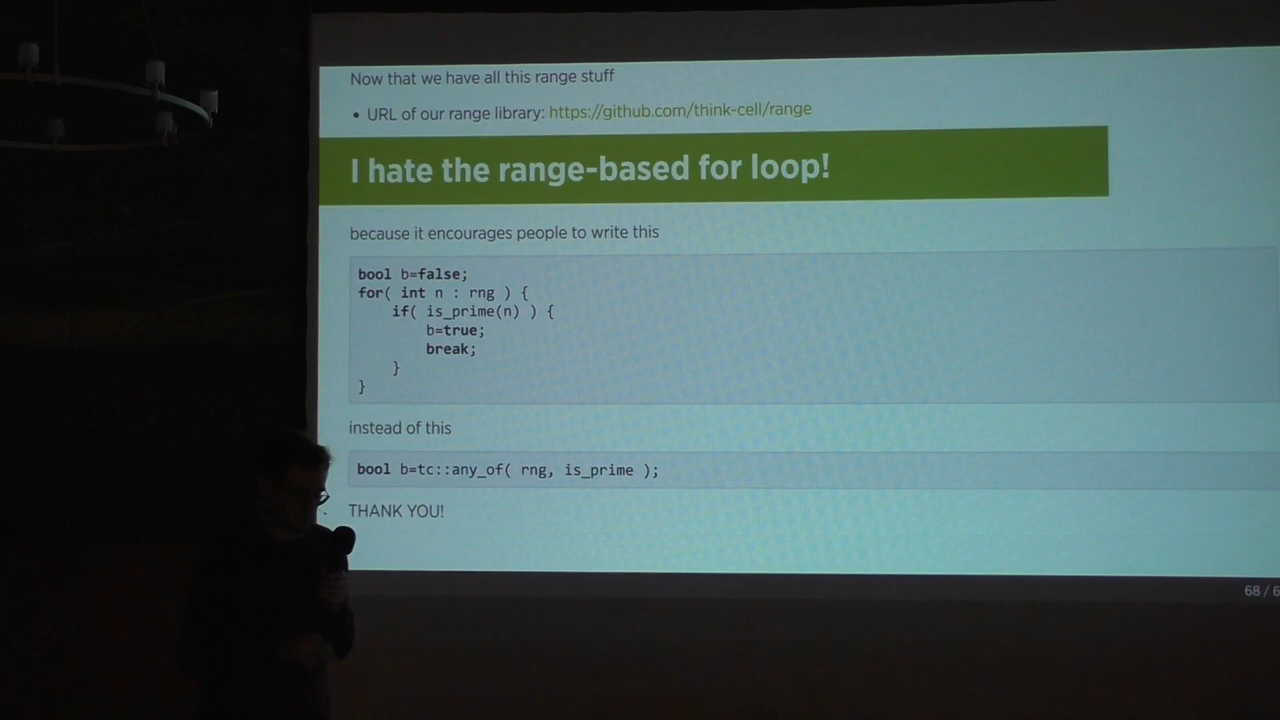 Now that we have all this range stuff
• URL of our range library: https://github.com/think-cell/range
I hate the range-based for loop!
because it encourages people to write this
bool b=false;
for( int n : rng ) {
    if( is_prime(n) ) {
        b=true;
        break;
    }
}
instead of this
bool b=tc::any_of( rng, is_prime );
THANK YOU!
68 / 6